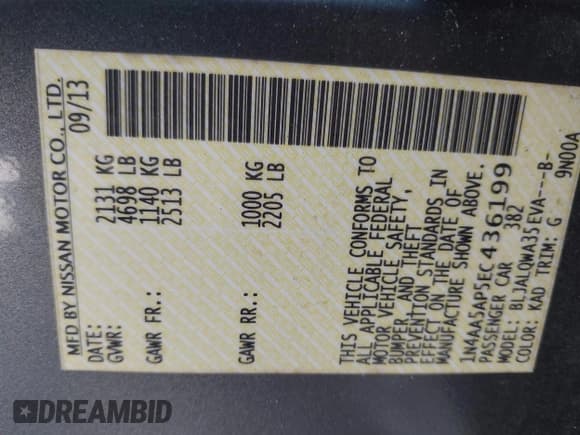 MFD BY NISSAN MOTOR CO., LTD.
DATE: 09/13
GVWR: 2131 KG
4698 LB
GAWR FR.: 1140 KG
2513 LB
GAWR RR.: 1000 KG
2205 LB
THIS VEHICLE CONFORMS TO
ALL APPLICABLE FEDERAL
MOTOR VEHICLE SAFETY,
BUMPER, AND THEFT
PREVENTION STANDARDS IN
EFFECT ON THE DATE OF
MANUFACTURE SHOWN ABOVE.
1N4AA5AP5EC436199
PASSENGER CAR 382
MODEL: BLJALQWA35EVA---B-
COLOR: KAD TRIM: G 9N00A
DREAMBID